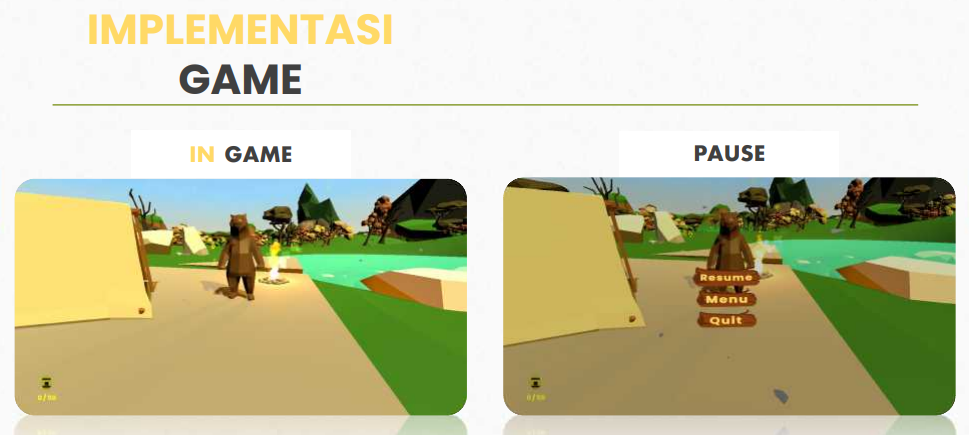 IMPLEMENTASI
GAME
IN GAME
PAUSE
Resume
Menu
Quit